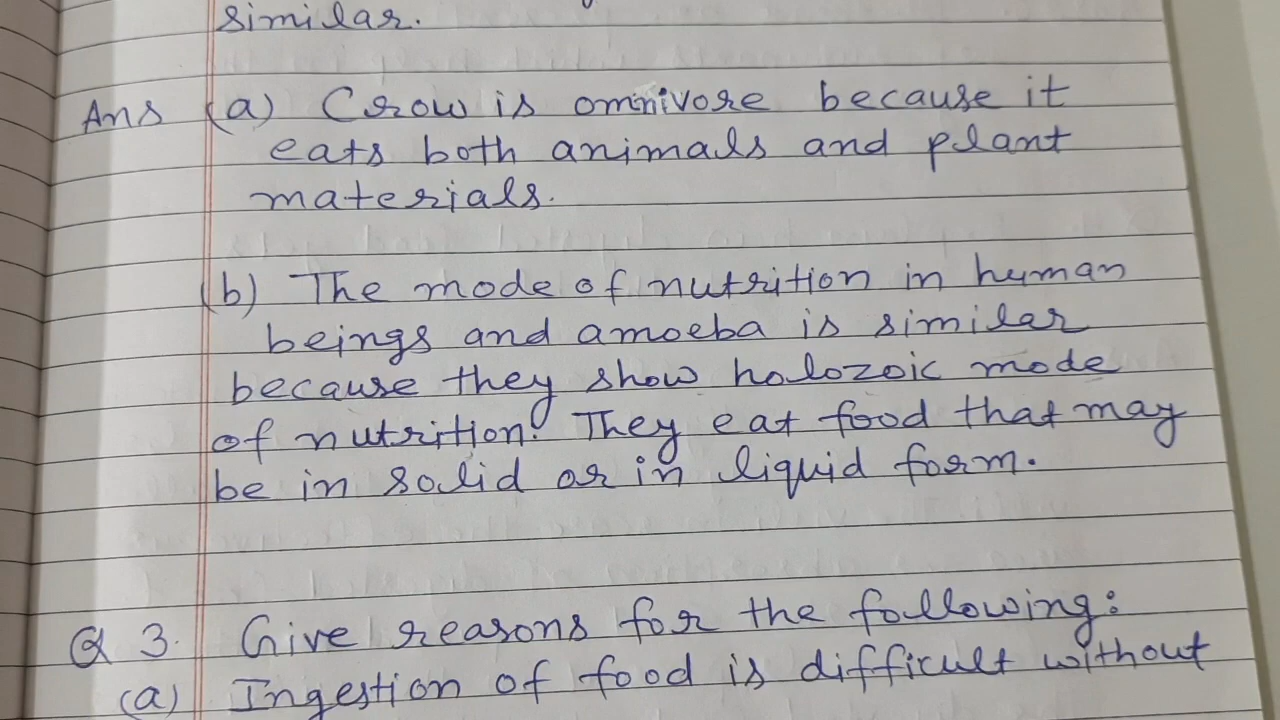 similar.
Ans (a) Crow is omnivore because it
eats both animals and plant
materials.
(b) The mode of nutrition in human
beings and amoeba is similar
because they show holozoic mode
of nutrition. They eat food that may
be in solid or in liquid form.
Q 3. Give reasons for the following:
(a) Ingestion of food is difficult without